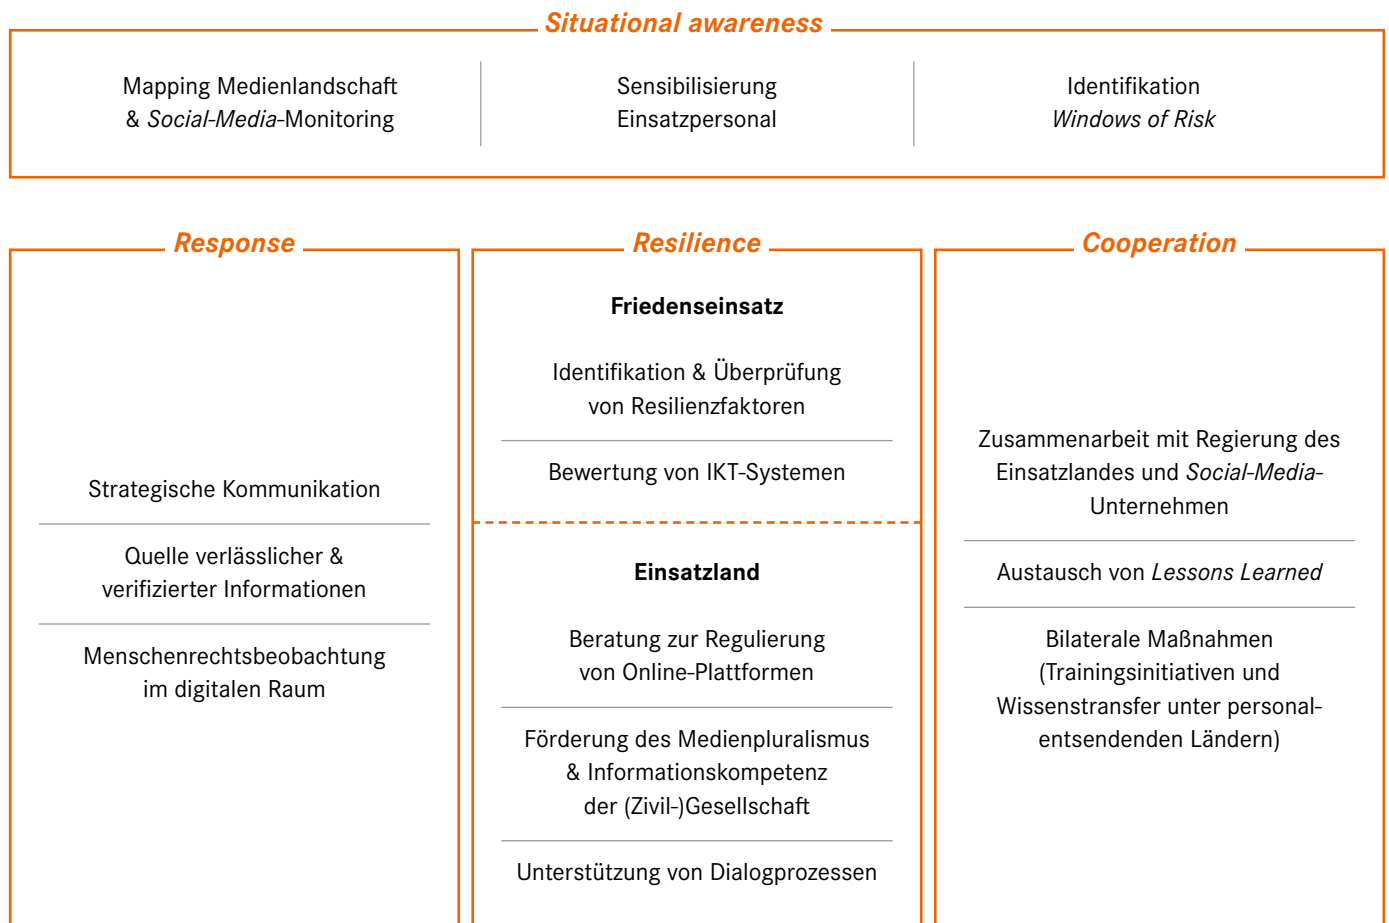 Situational awareness
Mapping Medienlandschaft
& Social-Media-Monitoring
Sensibilisierung
Einsatzpersonal
Identifikation
Windows of Risk
Response
Strategische Kommunikation
Quelle verlässlicher &
verifizierter Informationen
Menschenrechtsbeobachtung
im digitalen Raum
Resilience
Friedenseinsatz
Identifikation & Überprüfung
von Resilienzfaktoren
Bewertung von IKT-Systemen
Einsatzland
Beratung zur Regulierung
von Online-Plattformen
Förderung des Medienpluralismus
& Informationskompetenz
der (Zivil-)Gesellschaft
Unterstützung von Dialogprozessen
Cooperation
Zusammenarbeit mit Regierung des
Einsatzlandes und Social-Media-
Unternehmen
Austausch von Lessons Learned
Bilaterale Maßnahmen
(Trainingsinitiativen und
Wissenstransfer unter personal-
entsendenden Ländern)